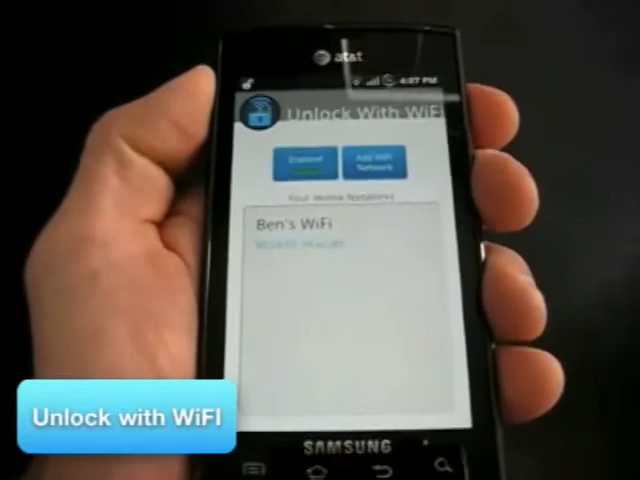 at&t
4:07 PM
Unlock With WiFi
Enabled
Add WiFi
Network
Your Home Networks
Ben's WiFi
SAMSUNG
Unlock with WiFI